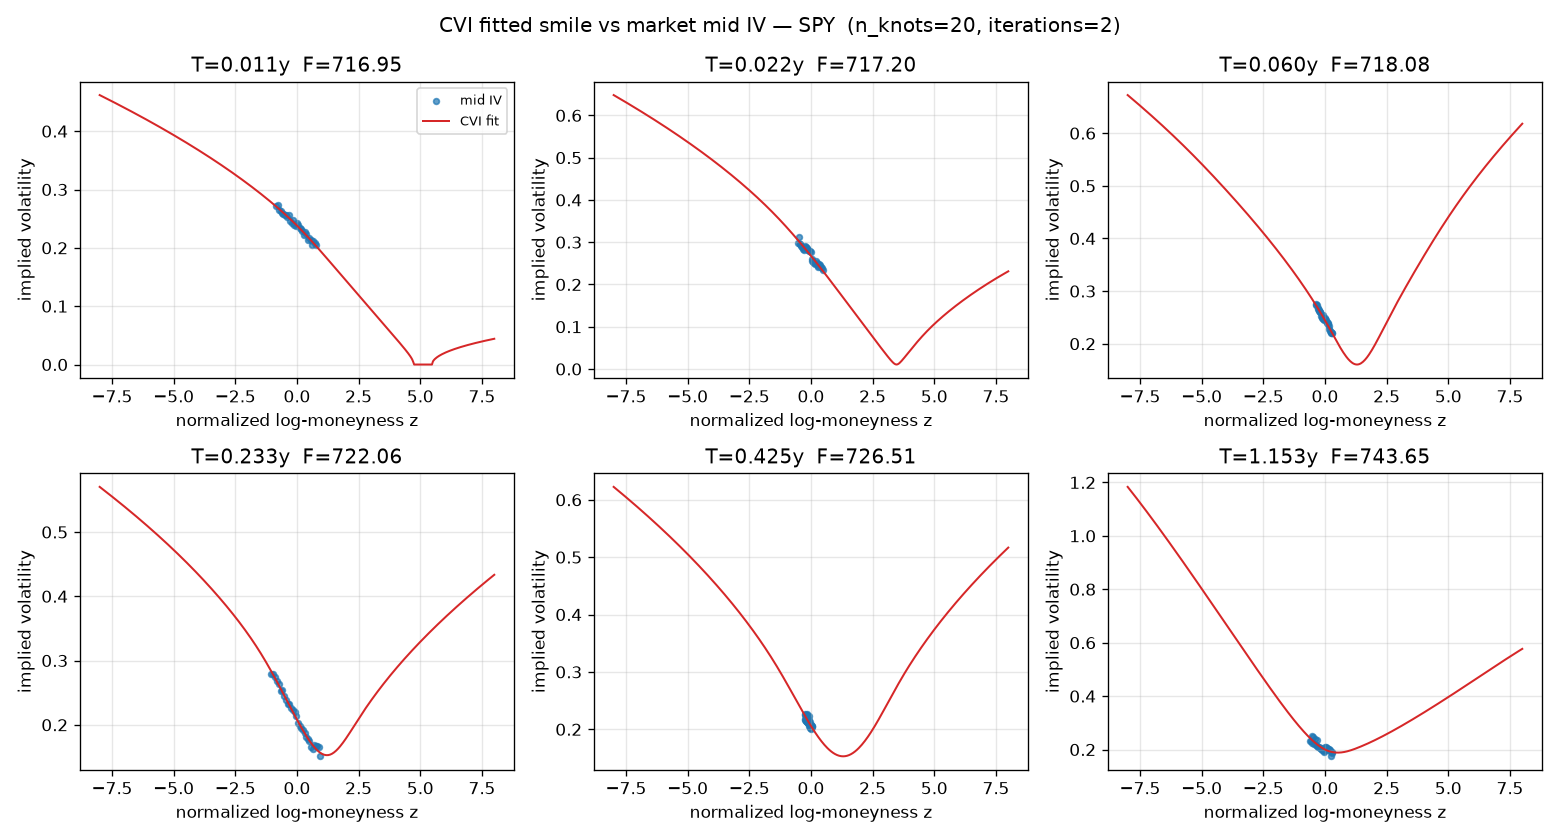 CVI fitted smile vs market mid IV — SPY  (n_knots=20, iterations=2)
T=0.011y  F=716.95
T=0.022y  F=717.20
T=0.060y  F=718.08
mid IV
CVI fit
implied volatility
0.4
0.3
0.2
0.1
0.0
−7.5 −5.0 −2.5 0.0 2.5 5.0 7.5
normalized log-moneyness z
implied volatility
0.6
0.5
0.4
0.3
0.2
0.1
0.0
−7.5 −5.0 −2.5 0.0 2.5 5.0 7.5
normalized log-moneyness z
implied volatility
0.6
0.5
0.4
0.3
0.2
−7.5 −5.0 −2.5 0.0 2.5 5.0 7.5
normalized log-moneyness z
T=0.233y  F=722.06
T=0.425y  F=726.51
T=1.153y  F=743.65
implied volatility
0.5
0.4
0.3
0.2
−7.5 −5.0 −2.5 0.0 2.5 5.0 7.5
normalized log-moneyness z
implied volatility
0.6
0.5
0.4
0.3
0.2
−7.5 −5.0 −2.5 0.0 2.5 5.0 7.5
normalized log-moneyness z
implied volatility
1.2
1.0
0.8
0.6
0.4
0.2
−7.5 −5.0 −2.5 0.0 2.5 5.0 7.5
normalized log-moneyness z